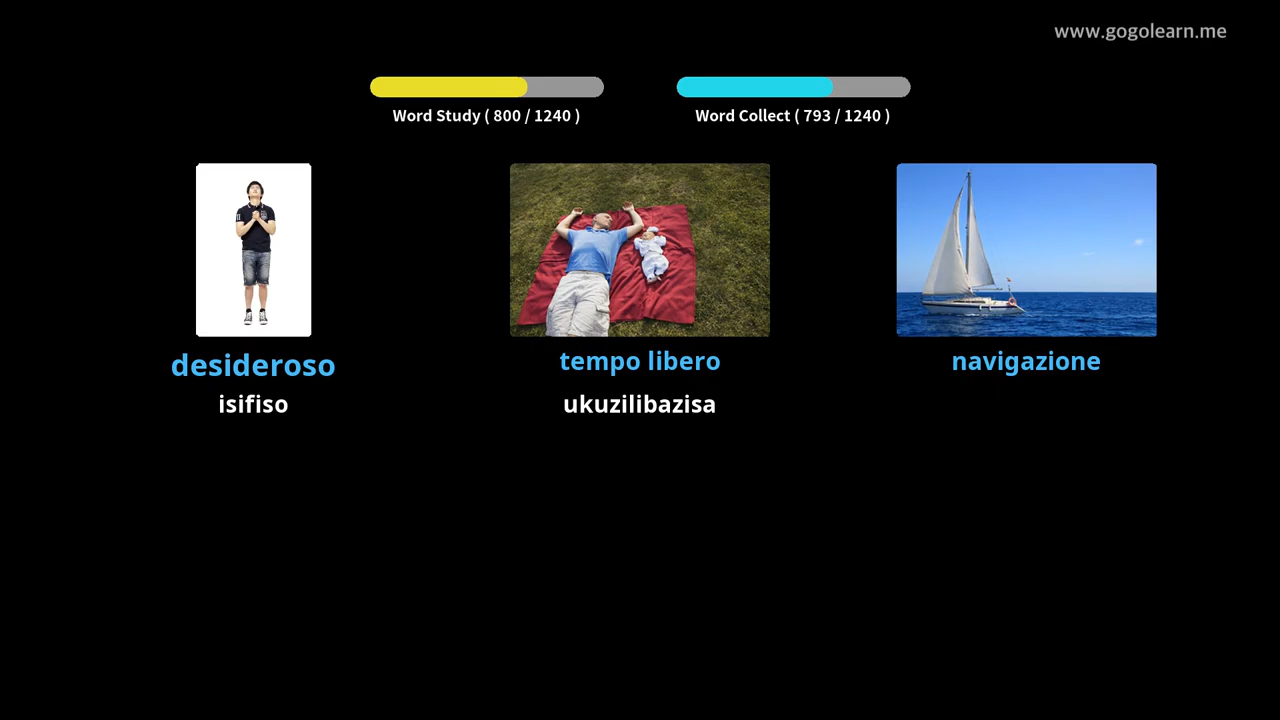 www.gogolearn.me
Word Study ( 800 / 1240 )
Word Collect ( 793 / 1240 )
desideroso
tempo libero
navigazione
isifiso
ukuzilibazisa